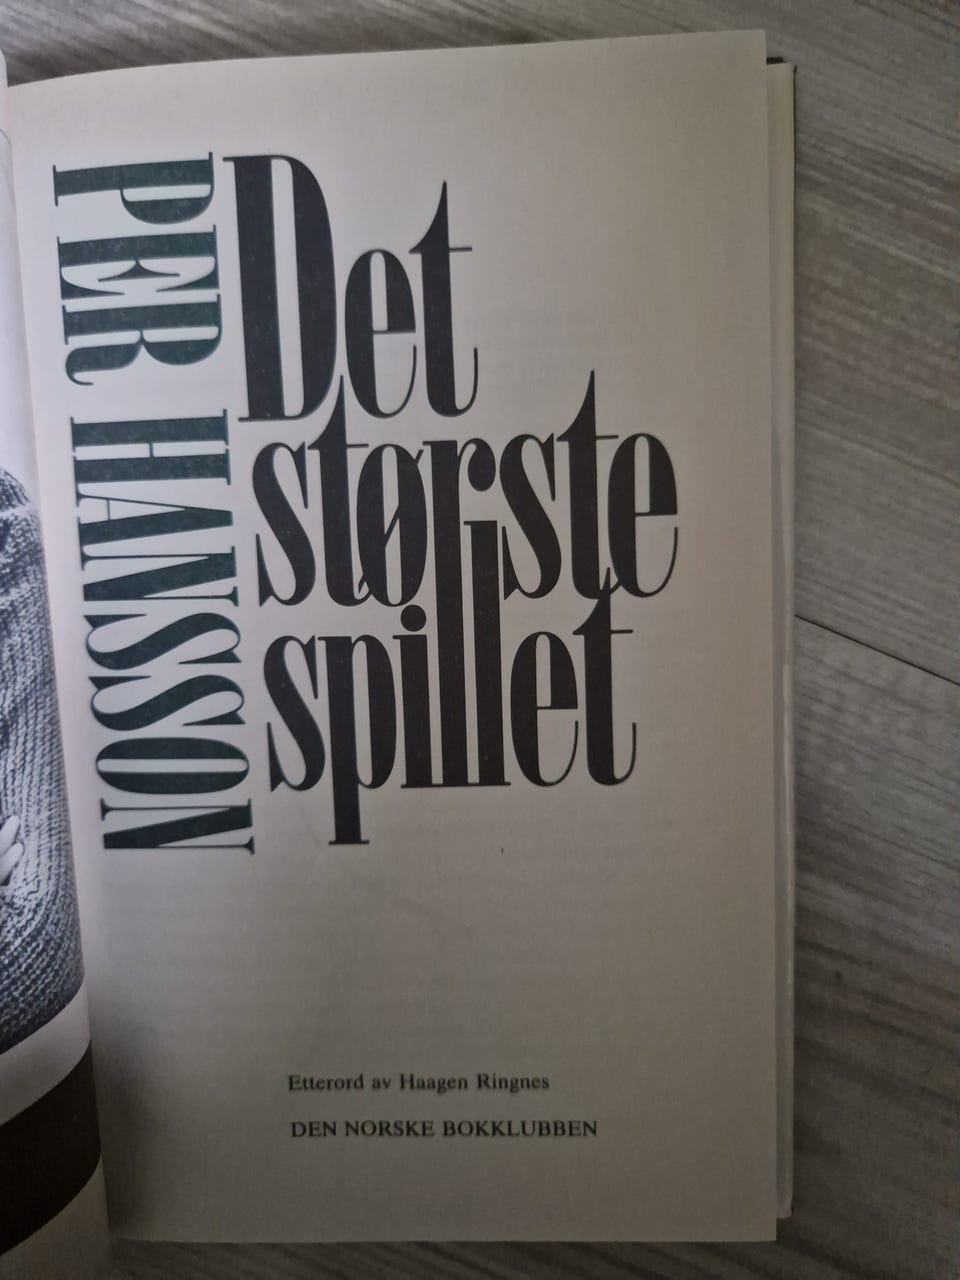 PER HANSSON
Det
største
spillet
Etterord av Haagen Ringnes
DEN NORSKE BOKKLUBBEN